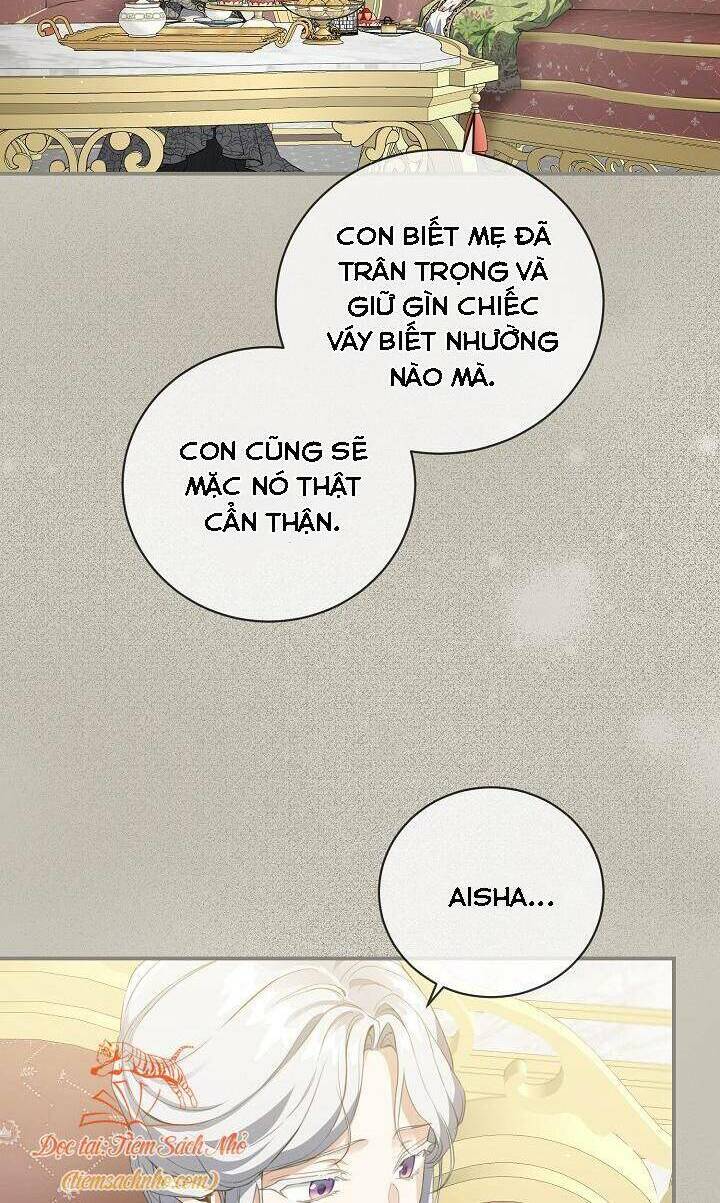 CON BIẾT MẸ ĐÃ
TRÂN TRỌNG VÀ
GIỮ GÌN CHIẾC
VÁY BIẾT NHƯỜNG
NÀO MÀ.
CON CŨNG SẼ
MẶC NÓ THẬT
CẨN THẬN.
AISHA...
Đọc tại: Tiệm Sách Nhỏ
(tiemsachnho.com)